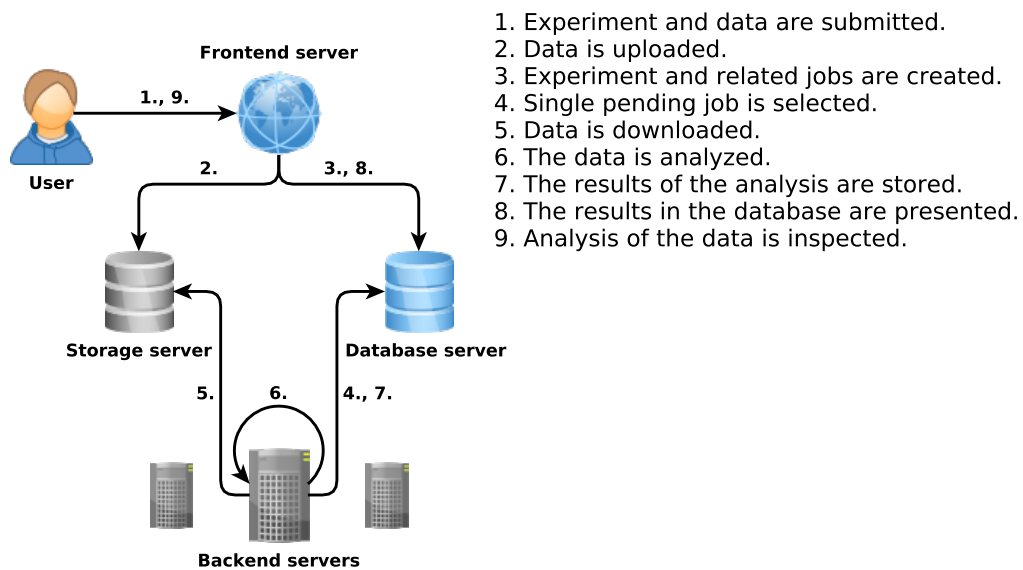 Frontend server
1., 9.
User
2.
3., 8.
Storage server
Database server
5.
6.
4., 7.
Backend servers
1. Experiment and data are submitted.
2. Data is uploaded.
3. Experiment and related jobs are created.
4. Single pending job is selected.
5. Data is downloaded.
6. The data is analyzed.
7. The results of the analysis are stored.
8. The results in the database are presented.
9. Analysis of the data is inspected.